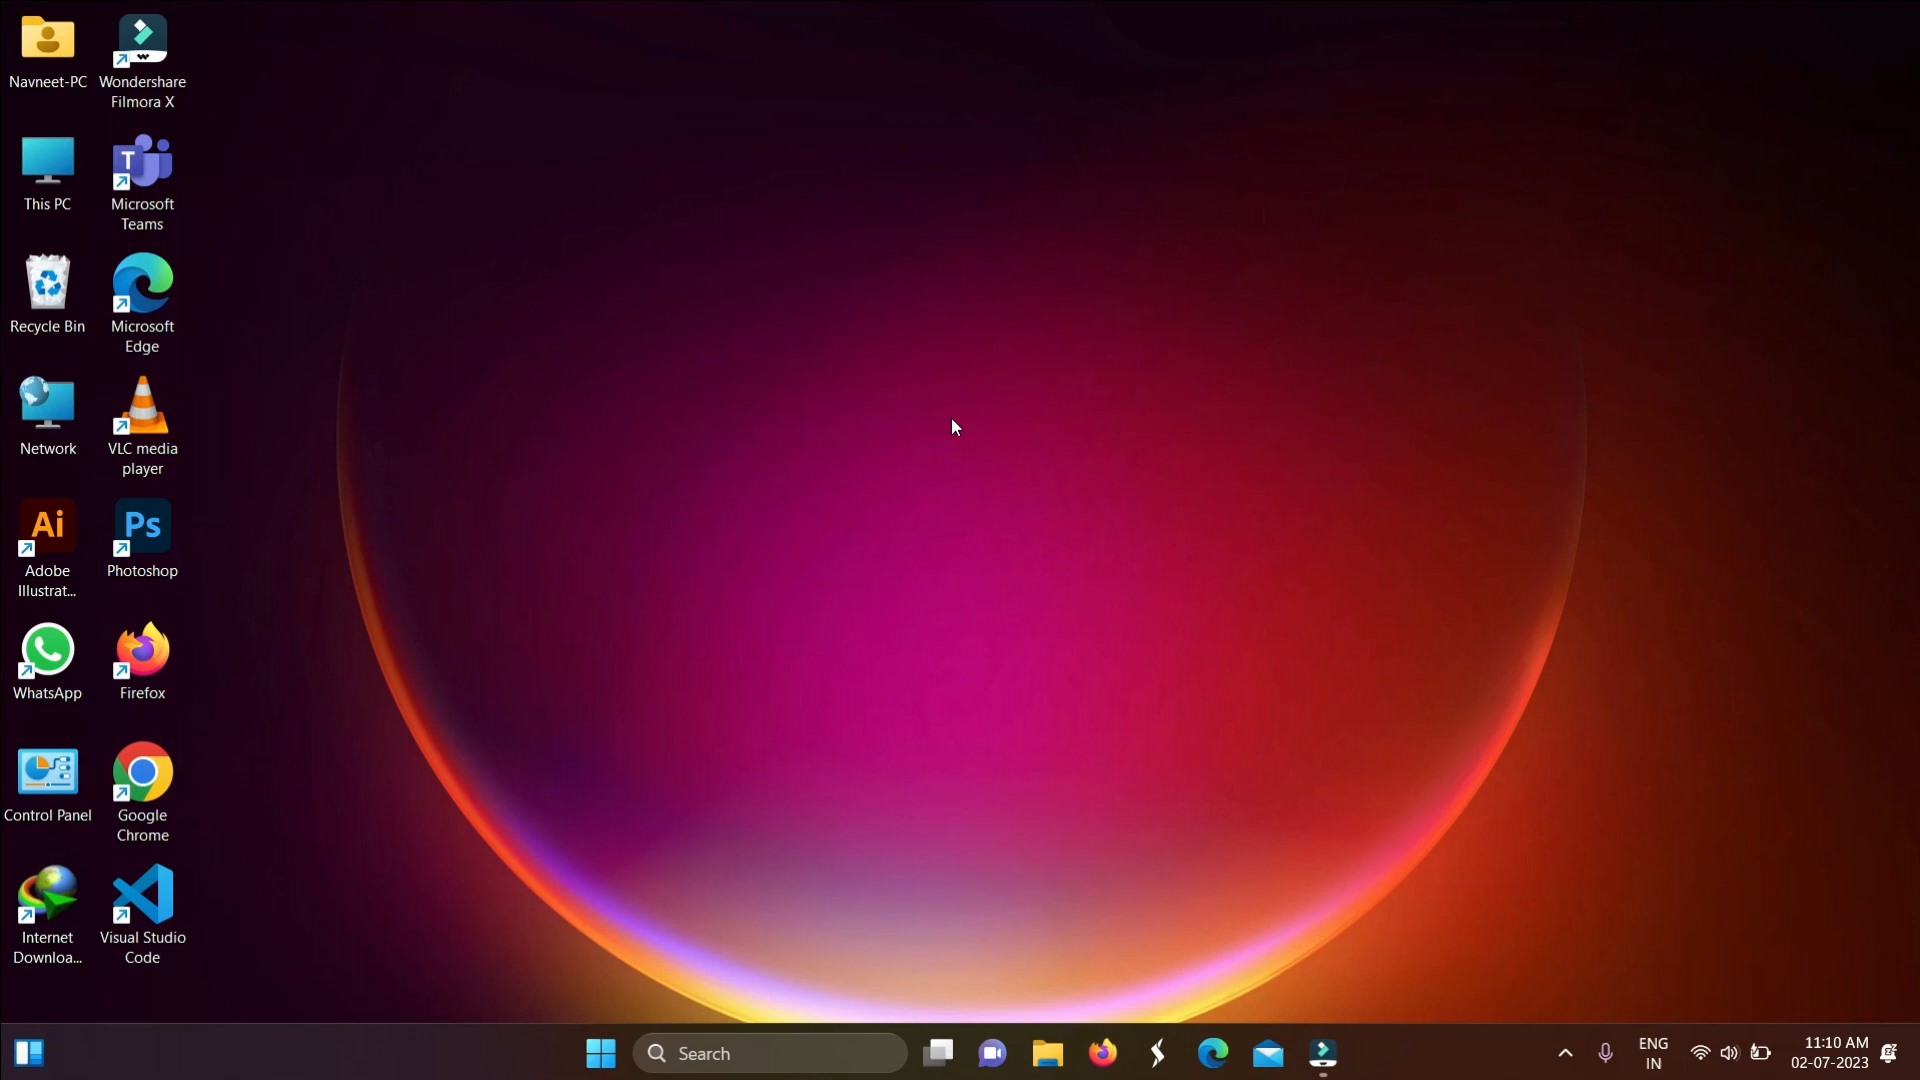 Navneet-PC
Wondershare
Filmora X
This PC
Microsoft
Teams
Recycle Bin
Microsoft
Edge
Network
VLC media
player
Ai
Adobe
Illustrat...
Ps
Photoshop
WhatsApp
Firefox
Control Panel
Google
Chrome
Internet
Downloa...
Visual Studio
Code
Search
ENG
IN
11:10 AM
02-07-2023